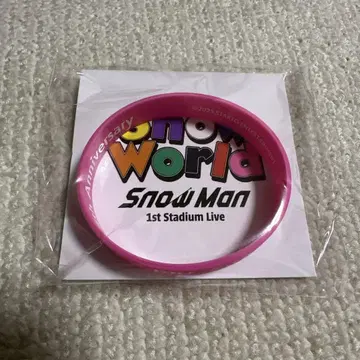 Snow
World
Snow Man
1st Stadium Live
Anniversary